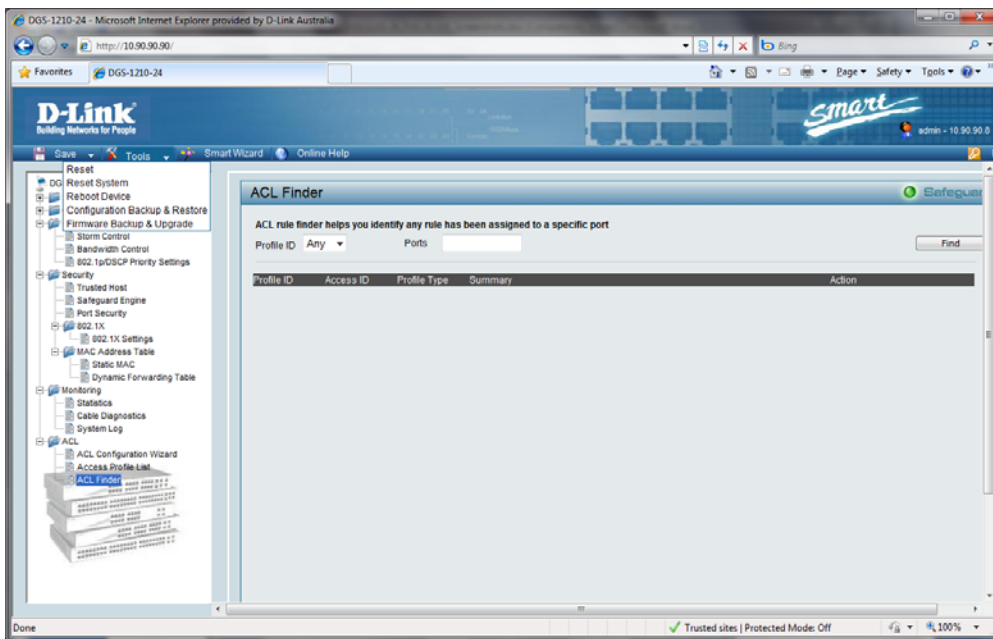 DGS-1210-24 - Microsoft Internet Explorer provided by D-Link Australia
http://10.90.90.90/
Bing
Favorites DGS-1210-24
Page Safety Tools
D-Link
Building Networks for People
smart
admin - 10.90.90.
Save Tools Smart Wizard Online Help
Reset
Reset System
Reboot Device
Configuration Backup & Restore
Firmware Backup & Upgrade
DG
Storm Control
Bandwidth Control
802.1p/DSCP Priority Settings
Security
Trusted Host
Safeguard Engine
Port Security
802.1X
802.1X Settings
MAC Address Table
Static MAC
Dynamic Forwarding Table
Monitoring
Statistics
Cable Diagnostics
System Log
ACL
ACL Configuration Wizard
Access Profile List
ACL Finder
ACL Finder Safeguar
ACL rule finder helps you identify any rule has been assigned to a specific port
Profile ID Any Ports Find
Profile ID Access ID Profile Type Summary Action
Done Trusted sites | Protected Mode: Off 100%